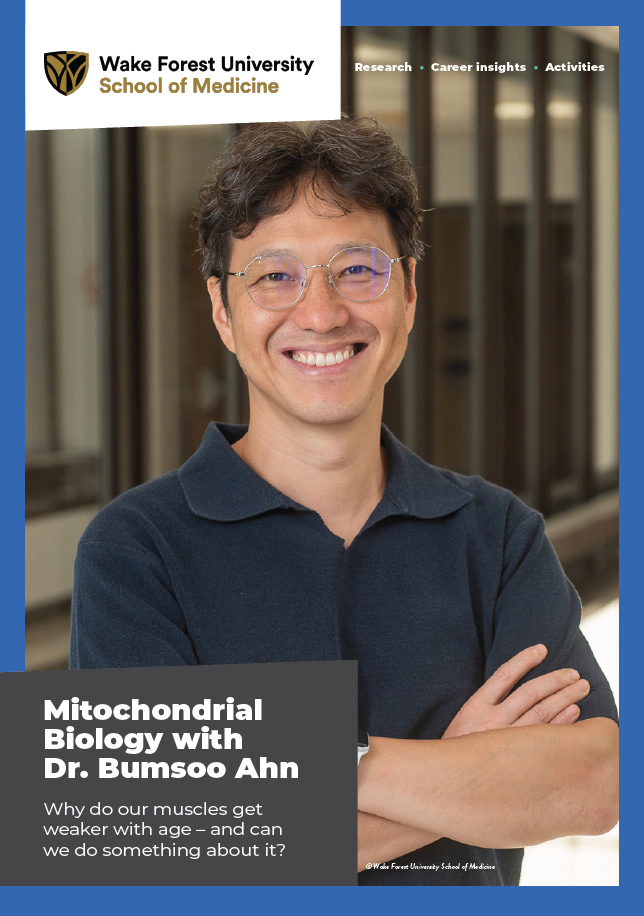 Wake Forest University
School of Medicine
Research • Career insights • Activities
Mitochondrial
Biology with
Dr. Bumsoo Ahn
Why do our muscles get
weaker with age – and can
we do something about it?
©Wake Forest University School of Medicine